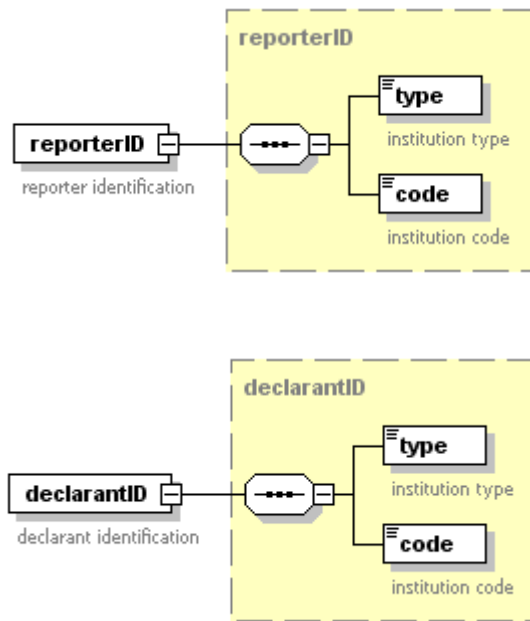 reporterID
type
institution type
reporterID
reporter identification
code
institution code
declarantID
type
institution type
declarantID
declarant identification
code
institution code